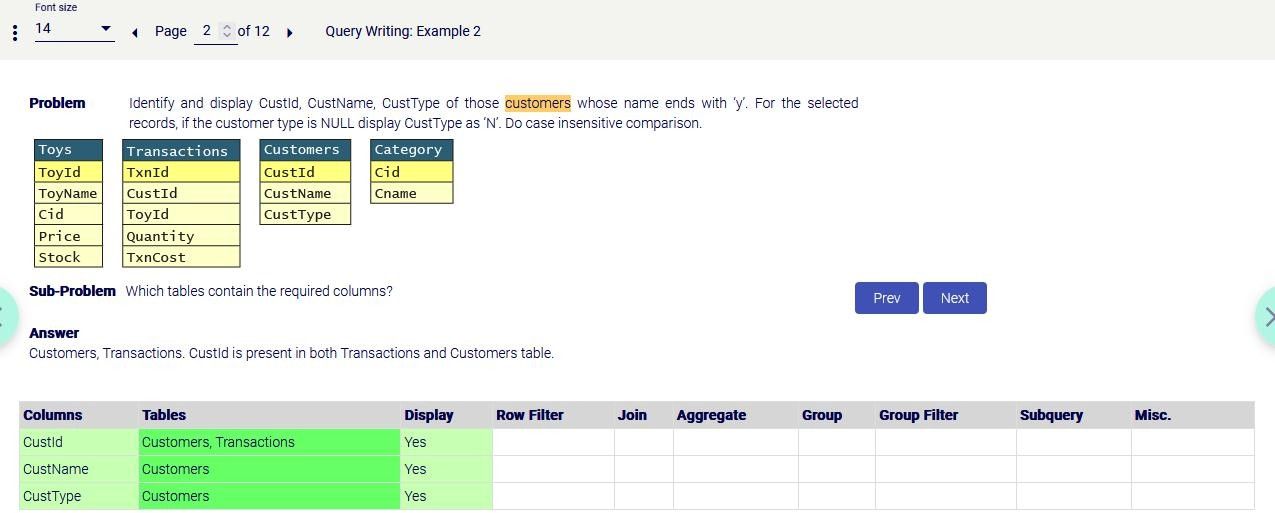 Font size
14
Page 2 of 12
Query Writing: Example 2
Problem
Identify and display CustId, CustName, CustType of those customers whose name ends with ‘y’. For the selected
records, if the customer type is NULL display CustType as ‘N’. Do case insensitive comparison.
Toys Transactions Customers Category
ToyId TxnId CustId Cid
ToyName CustId CustName Cname
Cid ToyId CustType
Price Quantity
Stock TxnCost
Sub-Problem Which tables contain the required columns?
Prev Next
Answer
Customers, Transactions. CustId is present in both Transactions and Customers table.
Columns Tables Display Row Filter Join Aggregate Group Group Filter Subquery Misc.
CustId Customers, Transactions Yes
CustName Customers Yes
CustType Customers Yes